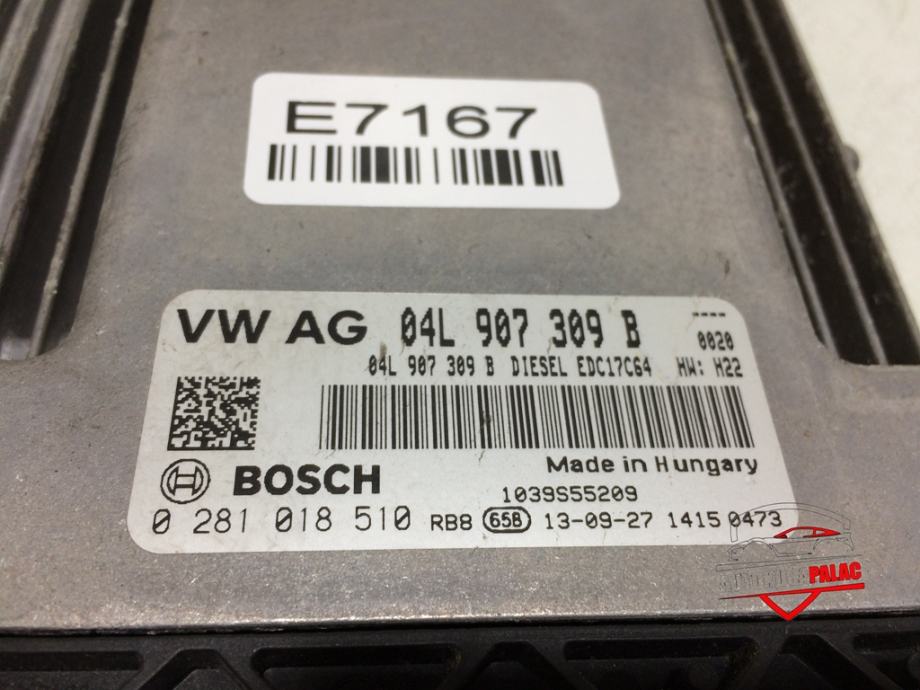 E7167
VW AG 04L 907 309 B ----
0020
04L 907 309 B DIESEL EDC17C64 HW: H22
Made in Hungary
BOSCH 1039S55209
0 281 018 510 RB8 65B 13-09-27 1415 0473
PALAC